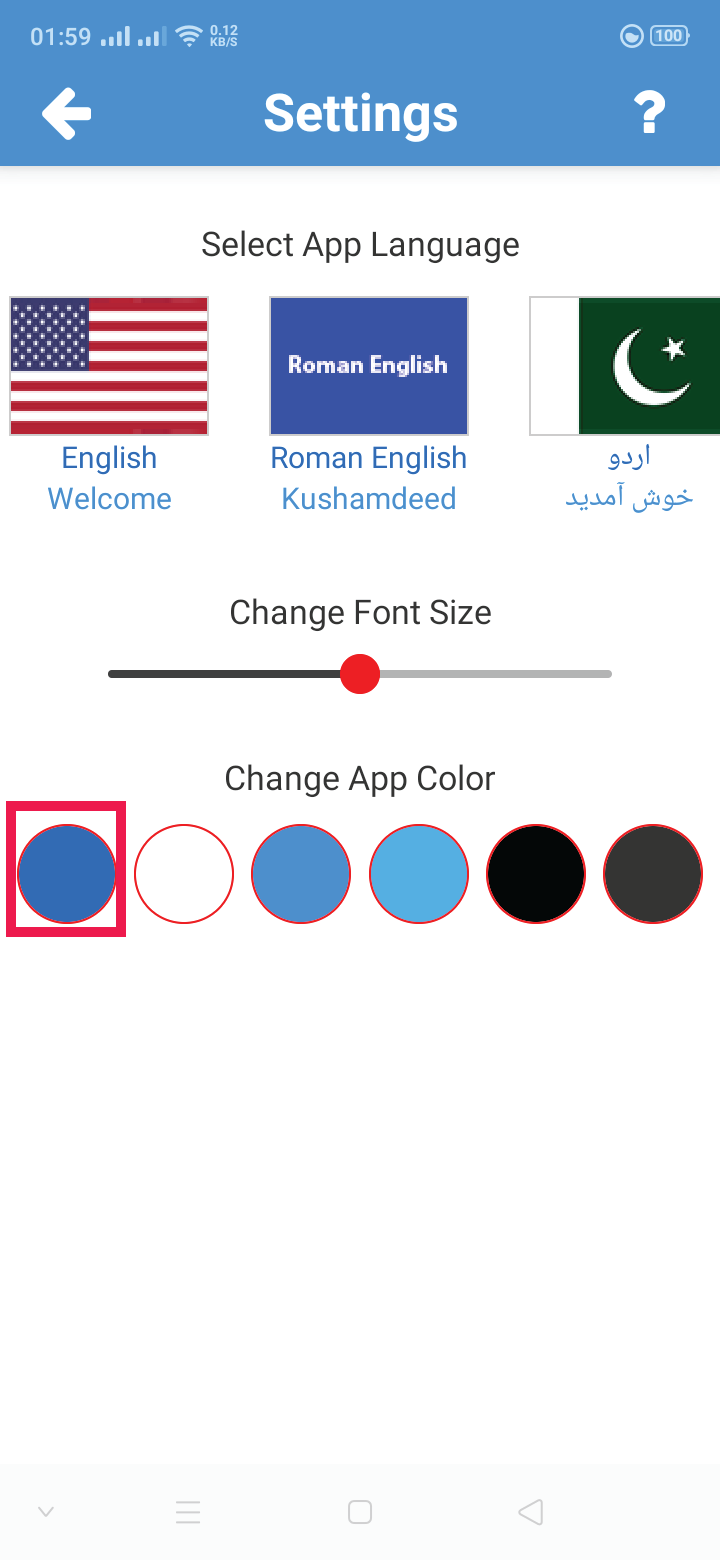 01:59 0.12 KB/S 100
Settings ?
Select App Language
Roman English
English Roman English اردو
Welcome Kushamdeed خوش آمدید
Change Font Size
Change App Color